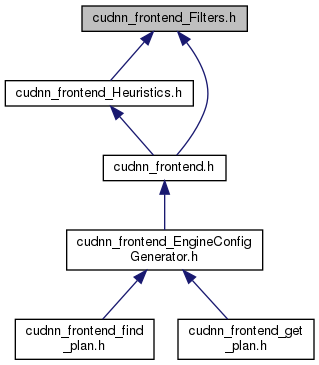 cudnn_frontend_Filters.h
cudnn_frontend_Heuristics.h
cudnn_frontend.h
cudnn_frontend_EngineConfig
Generator.h
cudnn_frontend_find
_plan.h
cudnn_frontend_get
_plan.h